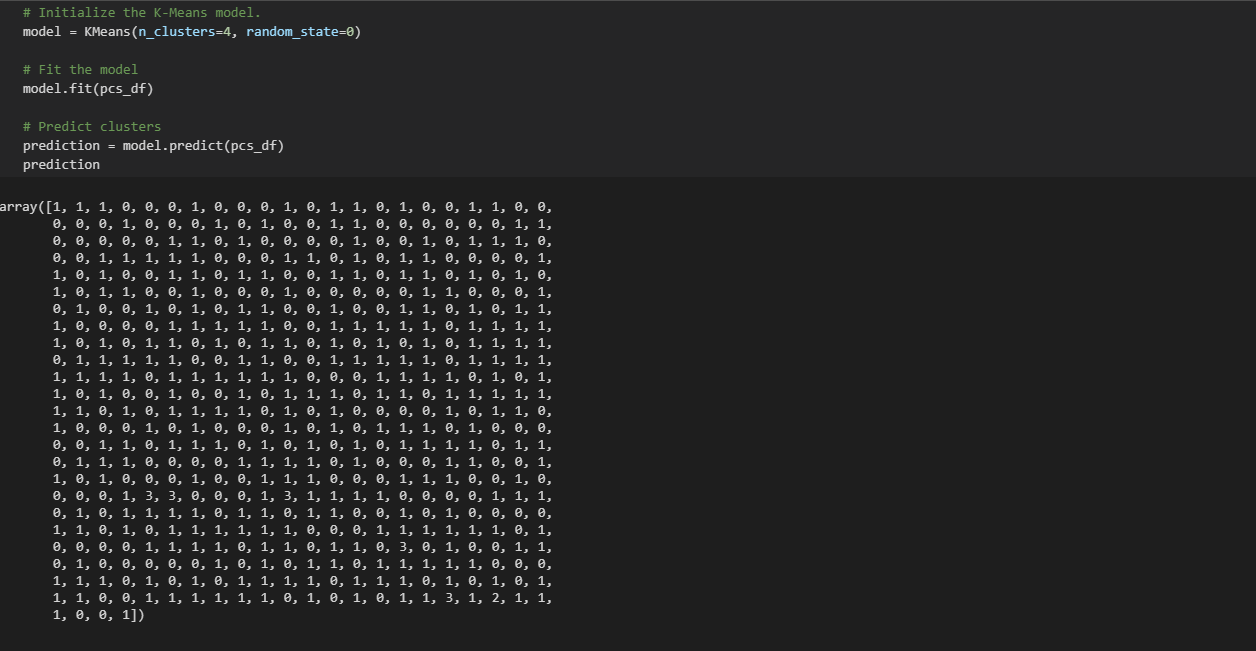 # Initialize the K-Means model.
model = KMeans(n_clusters=4, random_state=0)
# Fit the model
model.fit(pcs_df)
# Predict clusters
prediction = model.predict(pcs_df)
prediction
array([1, 1, 1, 0, 0, 0, 1, 0, 0, 0, 1, 0, 1, 1, 0, 1, 0, 0, 1, 1, 0, 0,
0, 0, 0, 1, 0, 0, 0, 1, 0, 1, 0, 0, 1, 1, 0, 0, 0, 0, 0, 0, 1, 1,
0, 0, 0, 0, 0, 1, 1, 0, 1, 0, 0, 0, 0, 1, 0, 0, 1, 0, 1, 1, 1, 0,
0, 0, 1, 1, 1, 1, 1, 0, 0, 0, 1, 1, 0, 1, 0, 1, 1, 0, 0, 0, 0, 1,
1, 0, 1, 0, 0, 1, 1, 0, 1, 1, 0, 0, 1, 1, 0, 1, 1, 0, 1, 0, 1, 0,
1, 0, 1, 1, 0, 0, 1, 0, 0, 0, 1, 0, 0, 0, 0, 0, 1, 1, 0, 0, 0, 1,
0, 1, 0, 0, 1, 0, 1, 0, 1, 1, 0, 0, 1, 0, 0, 1, 1, 0, 1, 0, 1, 1,
1, 0, 0, 0, 0, 1, 1, 1, 1, 1, 0, 0, 1, 1, 1, 1, 1, 0, 1, 1, 1, 1,
1, 0, 1, 0, 1, 1, 0, 1, 0, 1, 1, 0, 1, 0, 1, 0, 1, 0, 1, 1, 1, 1,
0, 1, 1, 1, 1, 1, 0, 0, 1, 1, 0, 0, 1, 1, 1, 1, 1, 0, 1, 1, 1, 1,
1, 1, 1, 1, 0, 1, 1, 1, 1, 1, 1, 0, 0, 0, 1, 1, 1, 1, 0, 1, 0, 1,
1, 0, 1, 0, 0, 1, 0, 0, 1, 0, 1, 1, 1, 0, 1, 1, 0, 1, 1, 1, 1, 1,
1, 1, 0, 1, 0, 1, 1, 1, 1, 0, 1, 0, 1, 0, 0, 0, 0, 1, 0, 1, 1, 0,
1, 0, 0, 0, 1, 0, 1, 0, 0, 0, 1, 0, 1, 0, 1, 1, 1, 0, 1, 0, 0, 0,
0, 0, 1, 1, 0, 1, 1, 1, 0, 1, 0, 1, 0, 1, 0, 1, 1, 1, 1, 0, 1, 1,
0, 1, 1, 1, 0, 0, 0, 0, 1, 1, 1, 1, 0, 1, 0, 0, 0, 1, 1, 0, 0, 1,
1, 0, 1, 0, 0, 0, 1, 0, 0, 1, 1, 1, 0, 0, 0, 1, 1, 1, 0, 0, 1, 0,
0, 0, 0, 1, 3, 3, 0, 0, 0, 1, 3, 1, 1, 1, 1, 0, 0, 0, 0, 1, 1, 1,
0, 1, 0, 1, 1, 1, 1, 0, 1, 1, 0, 1, 1, 0, 0, 1, 0, 1, 0, 0, 0, 0,
1, 1, 0, 1, 0, 1, 1, 1, 1, 1, 1, 0, 0, 0, 1, 1, 1, 1, 1, 1, 0, 1,
0, 0, 0, 0, 1, 1, 1, 1, 0, 1, 1, 0, 1, 1, 0, 3, 0, 1, 0, 0, 1, 1,
0, 1, 0, 0, 0, 0, 0, 1, 0, 1, 0, 1, 1, 0, 1, 1, 1, 1, 1, 0, 0, 0,
1, 1, 1, 0, 1, 0, 1, 0, 1, 1, 1, 1, 0, 1, 1, 1, 0, 1, 0, 1, 0, 1,
1, 1, 0, 0, 1, 1, 1, 1, 1, 1, 0, 1, 0, 1, 0, 1, 1, 3, 1, 2, 1, 1,
1, 0, 0, 1])